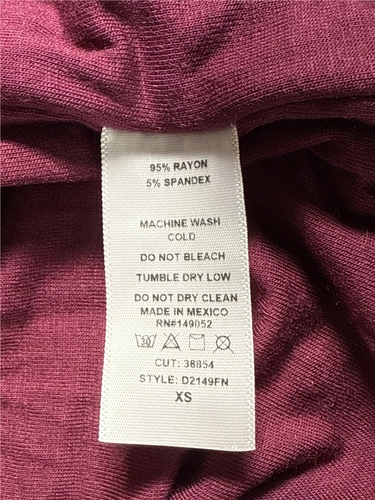 95% RAYON
5% SPANDEX
MACHINE WASH
COLD
DO NOT BLEACH
TUMBLE DRY LOW
DO NOT DRY CLEAN
MADE IN MEXICO
RN#149052
30
CUT: 38854
STYLE: D2149FN
XS